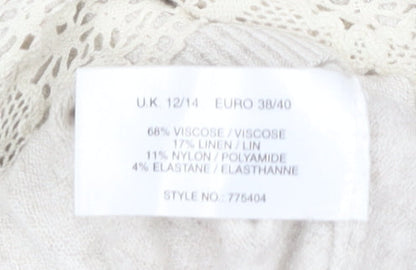 U.K. 12/14 EURO 38/40
68% VISCOSE / VISCOSE
17% LINEN / LIN
11% NYLON / POLYAMIDE
4% ELASTANE / ELASTHANNE
STYLE NO.: 775404